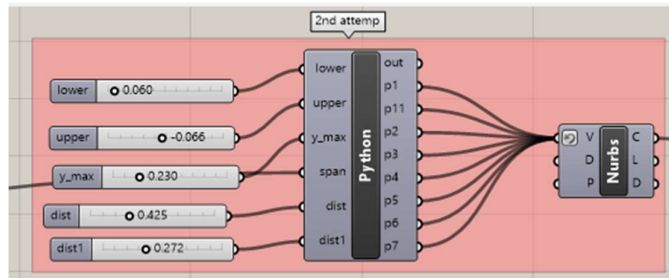 2nd attemp
lower 0.060
upper -0.066
y_max 0.230
dist 0.425
dist1 0.272
lower
upper
y_max
span
dist
dist1
Python
out
p1
p11
p2
p3
p4
p5
p6
p7
V
D
P
Nurbs
C
L
D